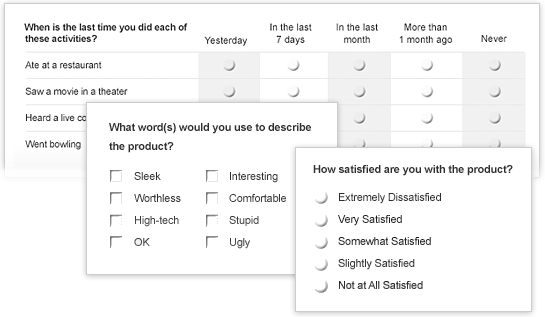 When is the last time you did each of
these activities?
Yesterday
In the last
7 days
In the last
month
More than
1 month ago
Never
Ate at a restaurant
Saw a movie in a theater
Heard a live
Went bowling
What word(s) would you use to describe
the product?
Sleek
Interesting
Worthless
Comfortable
High-tech
Stupid
OK
Ugly
How satisfied are you with the product?
Extremely Dissatisfied
Very Satisfied
Somewhat Satisfied
Slightly Satisfied
Not at All Satisfied